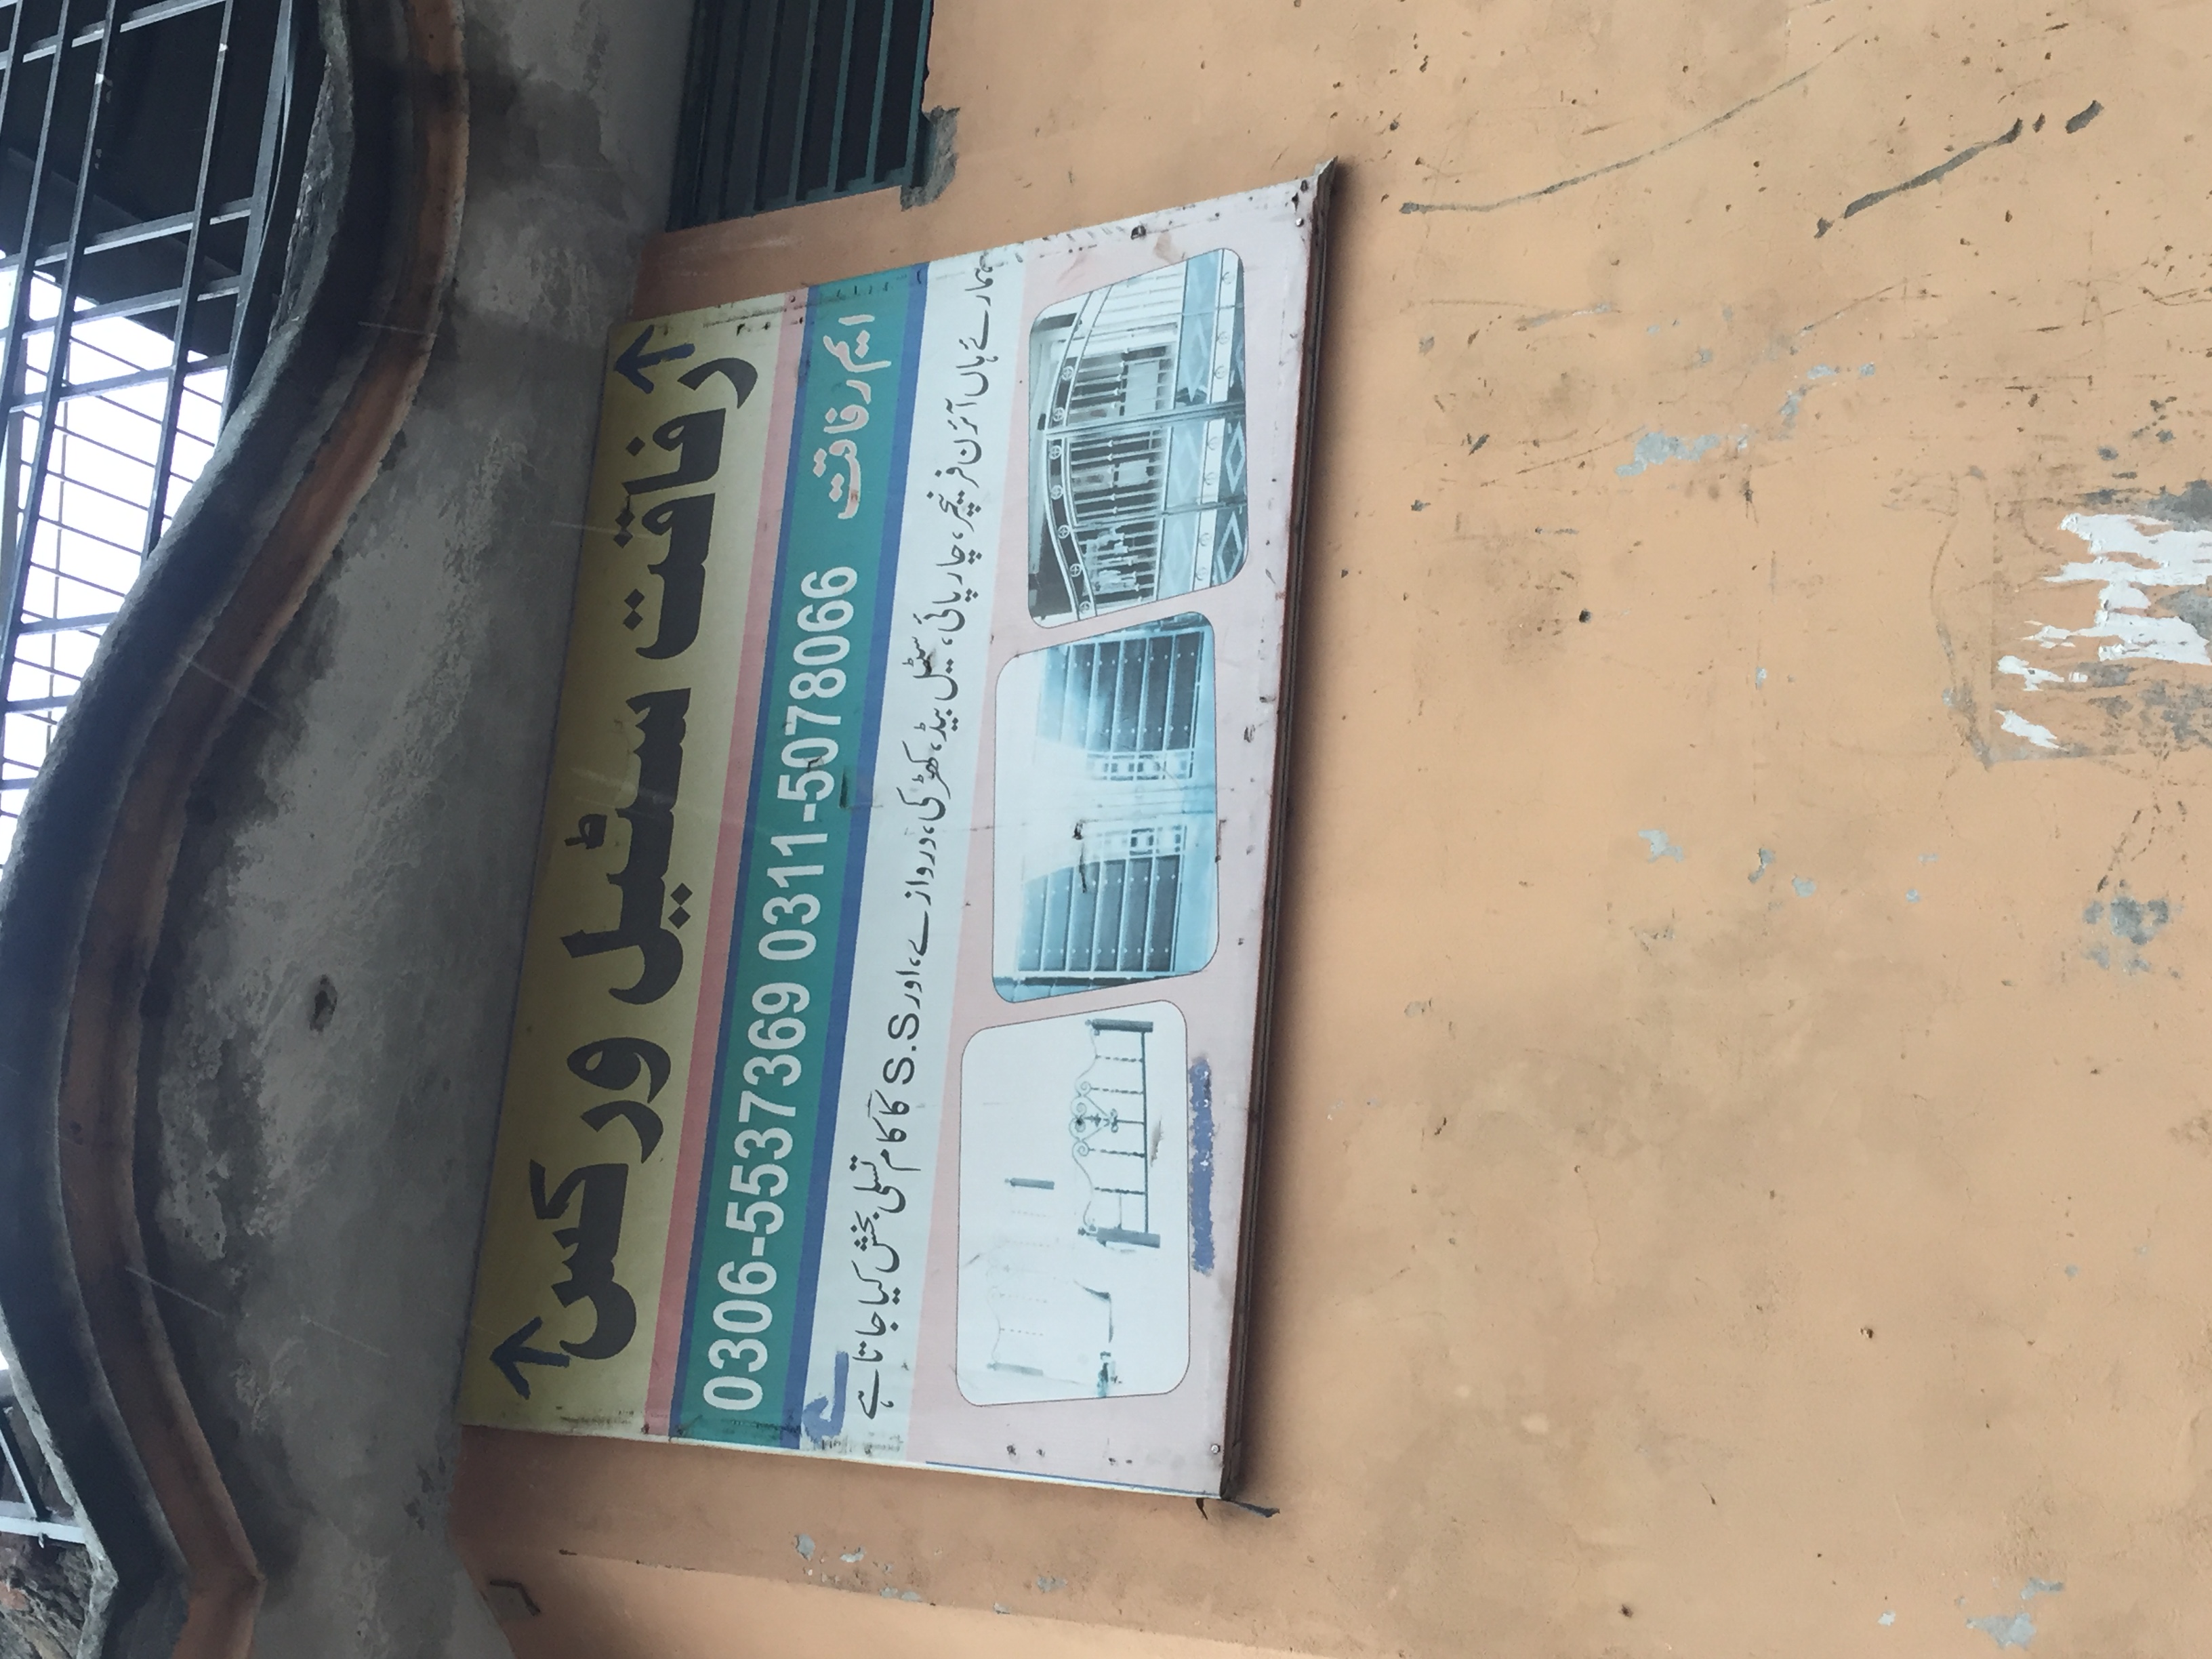 رفاقت سٹیل ورکس
ایم رفاقت 0306-5537369 0311-5078066
ہمارے ہاں آئرن فرنیچر، چارپائی، سٹیل بیڈ، کھڑکی، دروازے، اور S.S کا کام تسلی بخش کیا جاتا ہے